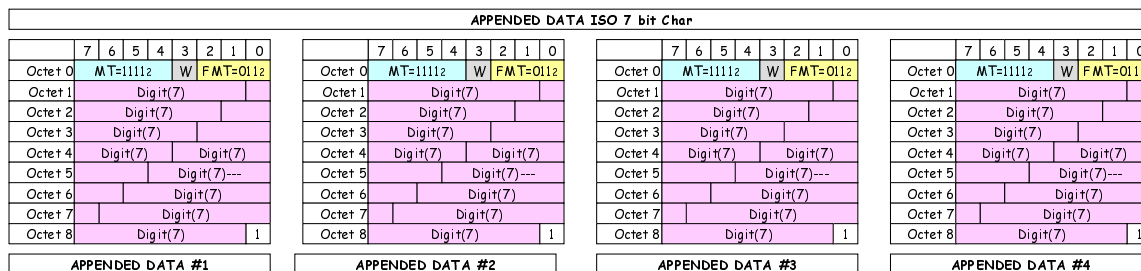 APPENDED DATA ISO 7 bit Char
7 6 5 4 3 2 1 0 7 6 5 4 3 2 1 0 7 6 5 4 3 2 1 0 7 6 5 4 3 2 1 0
Octet 0 MT=1111₂ W FMT=011₂ Octet 0 MT=1111₂ W FMT=011₂ Octet 0 MT=1111₂ W FMT=011₂ Octet 0 MT=1111₂ W FMT=011
Octet 1 Digit(7) Octet 1 Digit(7) Octet 1 Digit(7) Octet 1 Digit(7)
Octet 2 Digit(7) Octet 2 Digit(7) Octet 2 Digit(7) Octet 2 Digit(7)
Octet 3 Digit(7) Octet 3 Digit(7) Octet 3 Digit(7) Octet 3 Digit(7)
Octet 4 Digit(7) Digit(7) Octet 4 Digit(7) Digit(7) Octet 4 Digit(7) Digit(7) Octet 4 Digit(7) Digit(7)
Octet 5 Digit(7)--- Octet 5 Digit(7)--- Octet 5 Digit(7)--- Octet 5 Digit(7)---
Octet 6 Digit(7) Octet 6 Digit(7) Octet 6 Digit(7) Octet 6 Digit(7)
Octet 7 Digit(7) Octet 7 Digit(7) Octet 7 Digit(7) Octet 7 Digit(7)
Octet 8 Digit(7) 1 Octet 8 Digit(7) 1 Octet 8 Digit(7) 1 Octet 8 Digit(7) 1
APPENDED DATA #1 APPENDED DATA #2 APPENDED DATA #3 APPENDED DATA #4